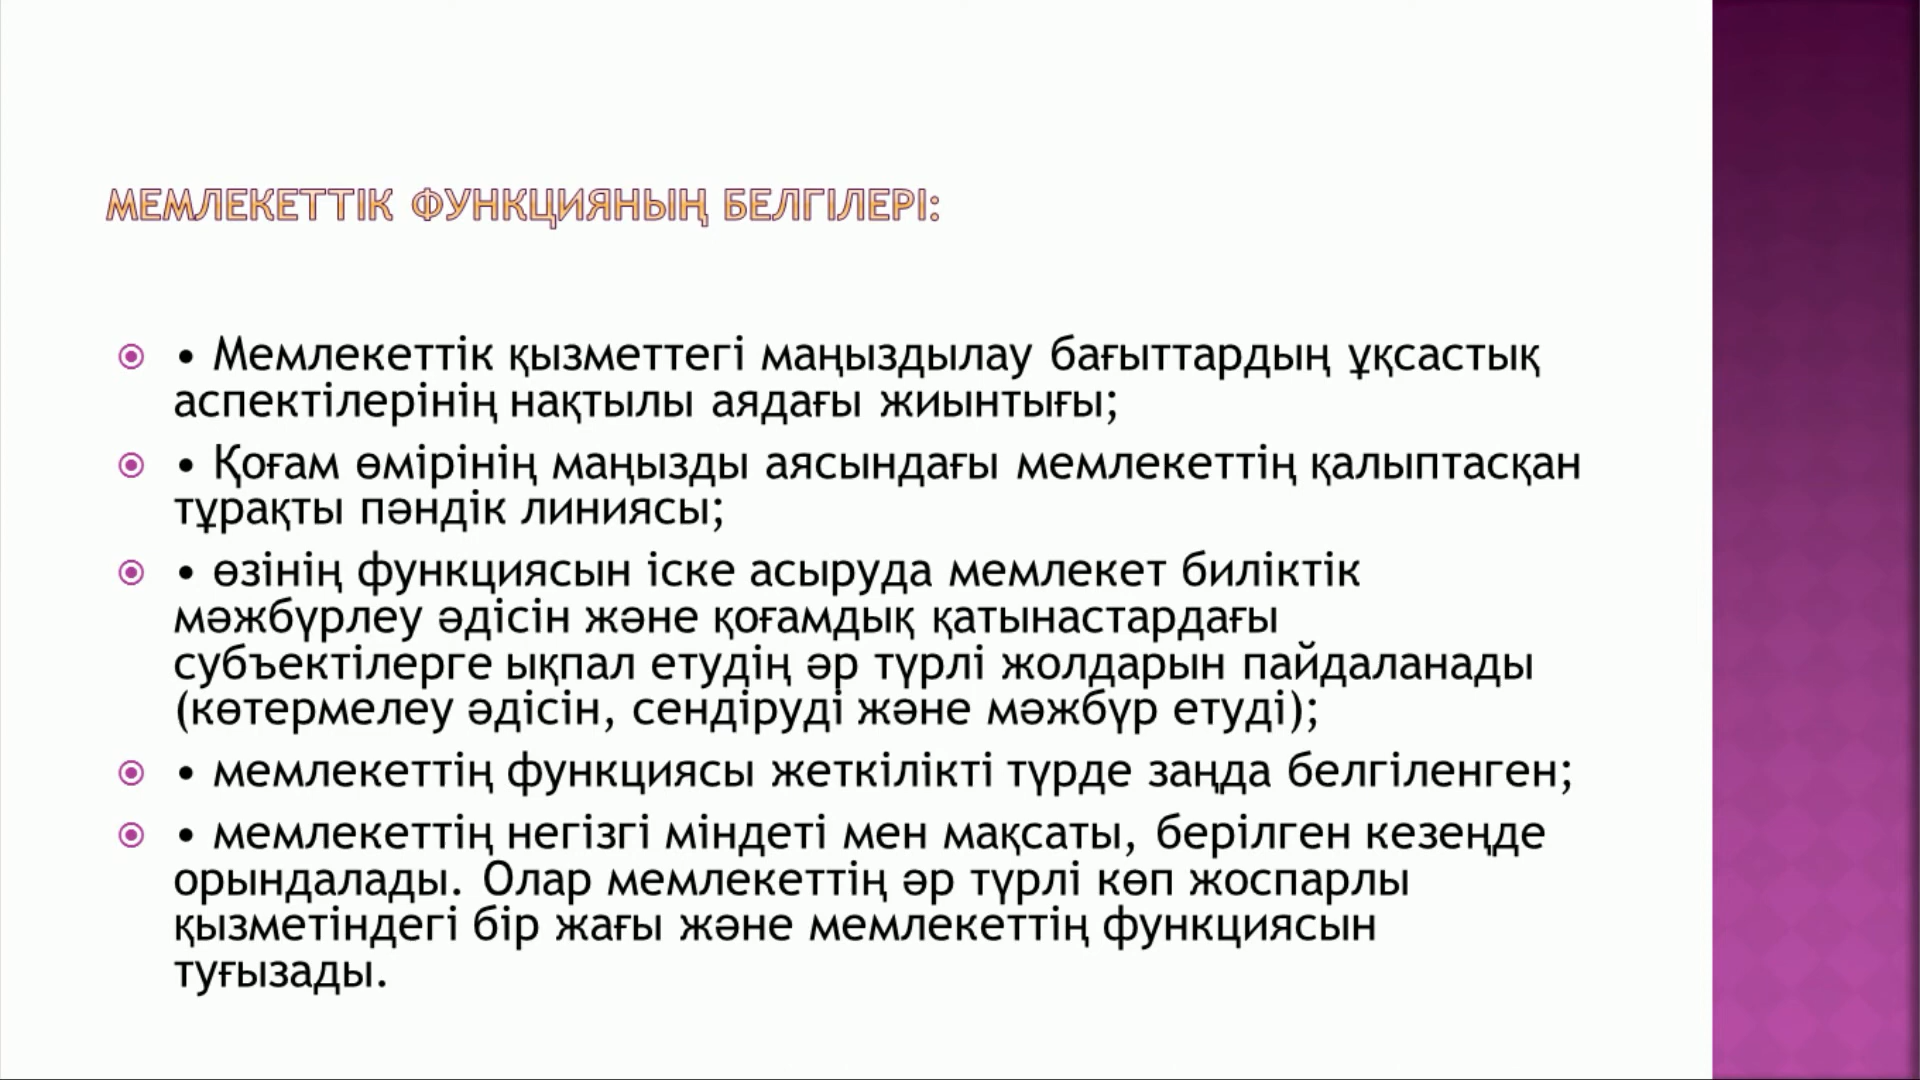 МЕМЛЕКЕТТІК ФУНКЦИЯНЫҢ БЕЛГІЛЕРІ:
• Мемлекеттік қызметтегі маңыздылау бағыттардың ұқсастық
аспектілерінің нақтылы аядағы жиынтығы;
• Қоғам өмірінің маңызды аясындағы мемлекеттің қалыптасқан
тұрақты пәндік линиясы;
• өзінің функциясын іске асыруда мемлекет биліктік
мәжбүрлеу әдісін және қоғамдық қатынастардағы
субъектілерге ықпал етудің әр түрлі жолдарын пайдаланады
(көтермелеу әдісін, сендіруді және мәжбүр етуді);
• мемлекеттің функциясы жеткілікті түрде заңда белгіленген;
• мемлекеттің негізгі міндеті мен мақсаты, берілген кезеңде
орындалады. Олар мемлекеттің әр түрлі көп жоспарлы
қызметіндегі бір жағы және мемлекеттің функциясын
туғызады.